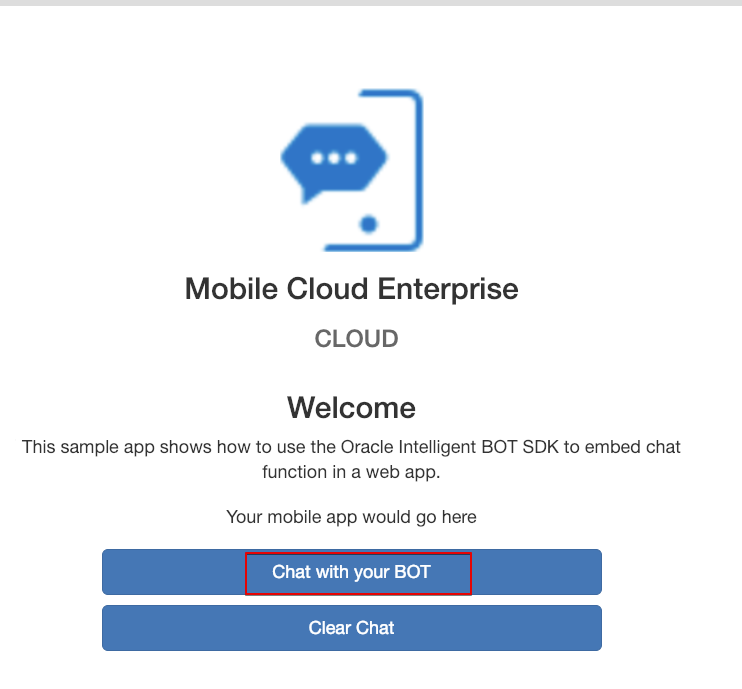 Mobile Cloud Enterprise
CLOUD
Welcome
This sample app shows how to use the Oracle Intelligent BOT SDK to embed chat
function in a web app.
Your mobile app would go here
Chat with your BOT
Clear Chat